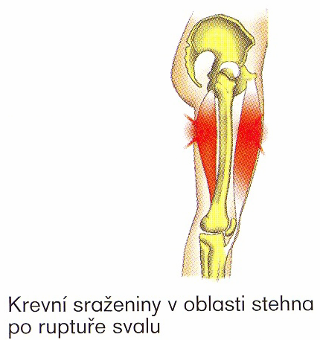 Krevní sraženiny v oblasti stehna
po ruptuře svalu